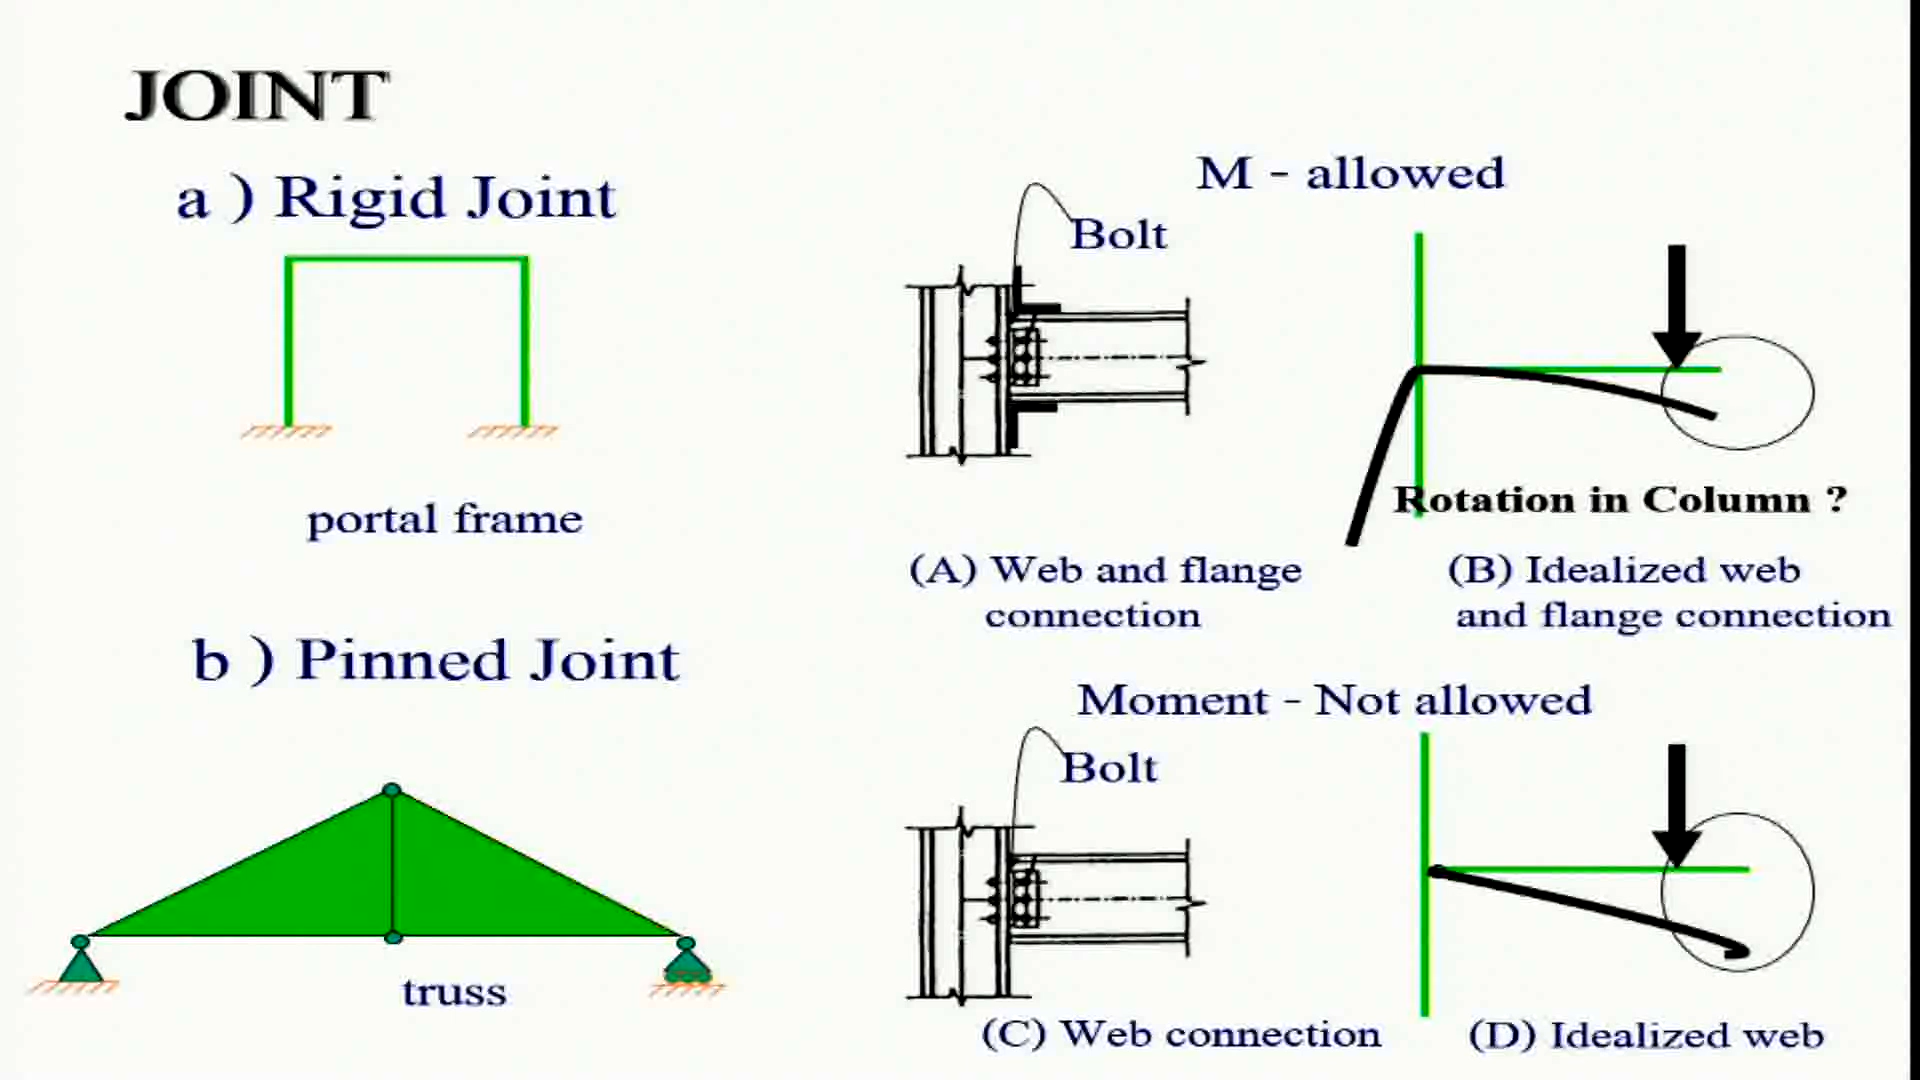 JOINT
a ) Rigid Joint
portal frame
M - allowed
Bolt
Rotation in Column ?
(A) Web and flange
connection
(B) Idealized web
and flange connection
b ) Pinned Joint
truss
Moment - Not allowed
Bolt
(C) Web connection
(D) Idealized web